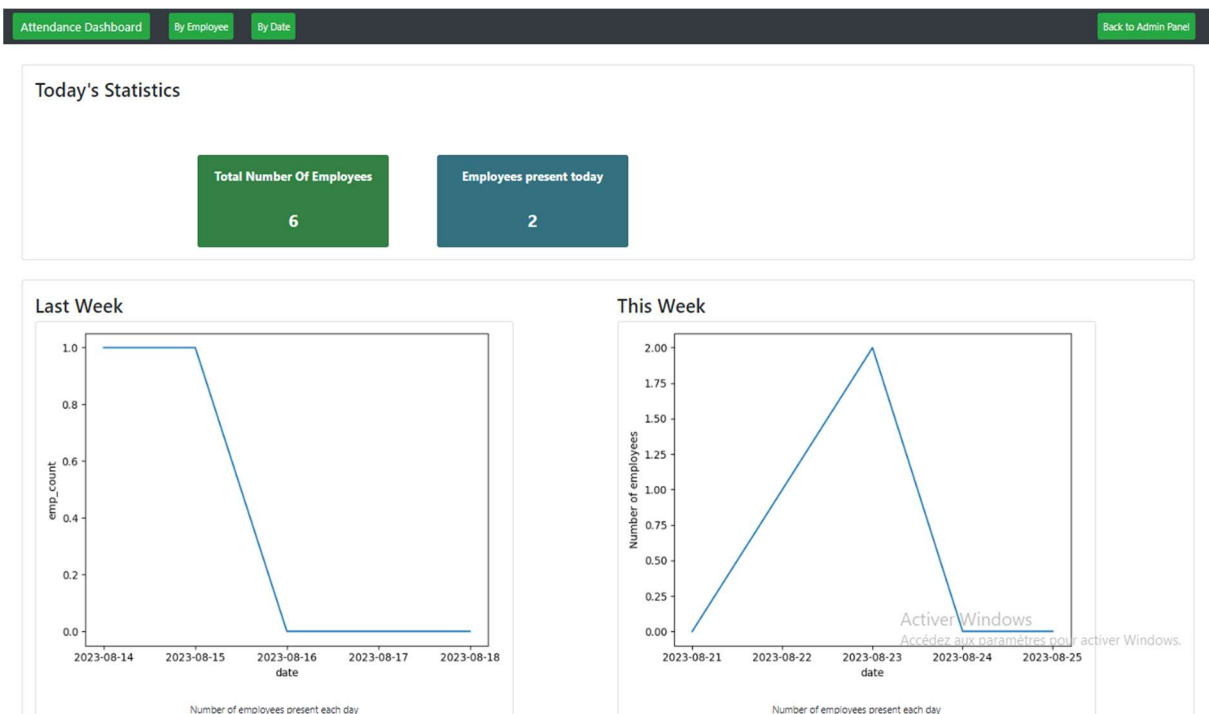 Attendance Dashboard By Employee By Date Back to Admin Panel
Today's Statistics
Total Number Of Employees
6
Employees present today
2
Last Week
1.0
0.8
0.6
0.4
0.2
0.0
emp_count
2023-08-14 2023-08-15 2023-08-16 2023-08-17 2023-08-18
date
Number of employees present each day
This Week
2.00
1.75
1.50
1.25
1.00
0.75
0.50
0.25
0.00
Number of employees
2023-08-21 2023-08-22 2023-08-23 2023-08-24 2023-08-25
date
Number of employees present each day
Activer Windows
Accédez aux paramètres pour activer Windows.